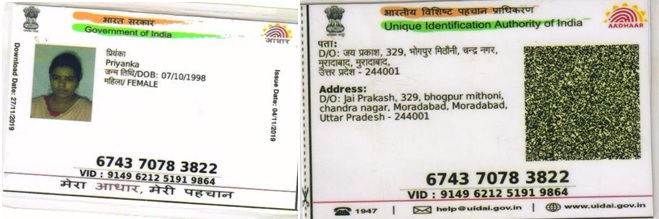 भारत सरकार
Government of India
आधार
Download Date: 27/11/2019
प्रियंका
Priyanka
जन्म तिथि/DOB: 07/10/1998
महिला/ FEMALE
Issue Date: 04/11/2019
6743 7078 3822
VID : 9149 6212 5191 9864
मेरा आधार, मेरी पहचान
भारतीय विशिष्ट पहचान प्राधिकरण
Unique Identification Authority of India
AADHAAR
पता:
D/O: जय प्रकाश, 329, भोगपुर मिठौनी, चन्द्र नगर,
मुरादाबाद, मुरादाबाद,
उत्तर प्रदेश - 244001
Address:
D/O: Jai Prakash, 329, bhogpur mithoni,
chandra nagar, Moradabad, Moradabad,
Uttar Pradesh - 244001
6743 7078 3822
VID : 9149 6212 5191 9864
1947
help@uidai.gov.in
www.uidai.gov.in